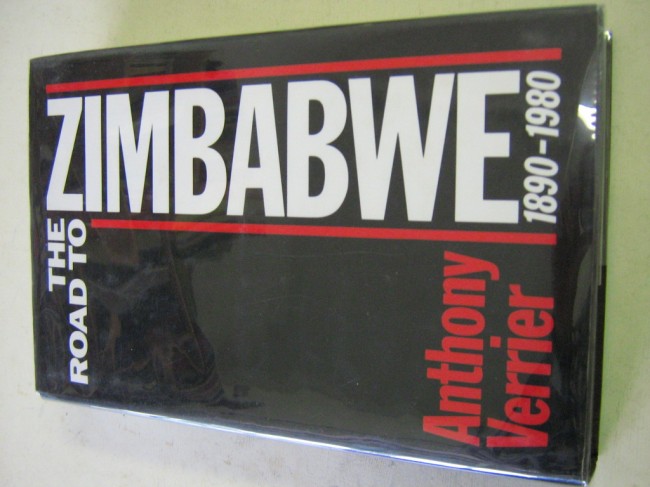 THE
ROAD TO
ZIMBABWE
1890–1980
Anthony
Verrier